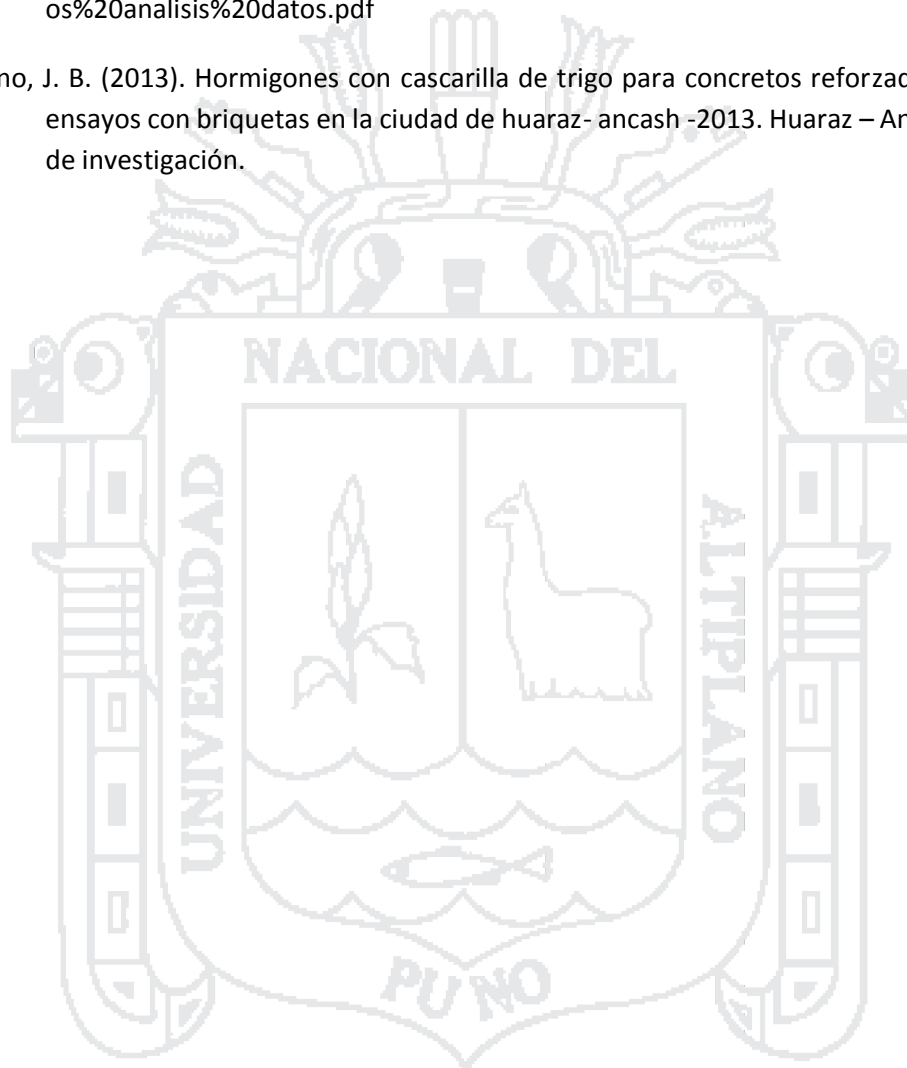 os%20analisis%20datos.pdf
no, J. B. (2013). Hormigones con cascarilla de trigo para concretos reforzad
ensayos con briquetas en la ciudad de huaraz- ancash -2013. Huaraz – An
de investigación.
NACIONAL DEL
UNIVERSIDAD
ALTIPLANO
PUNO